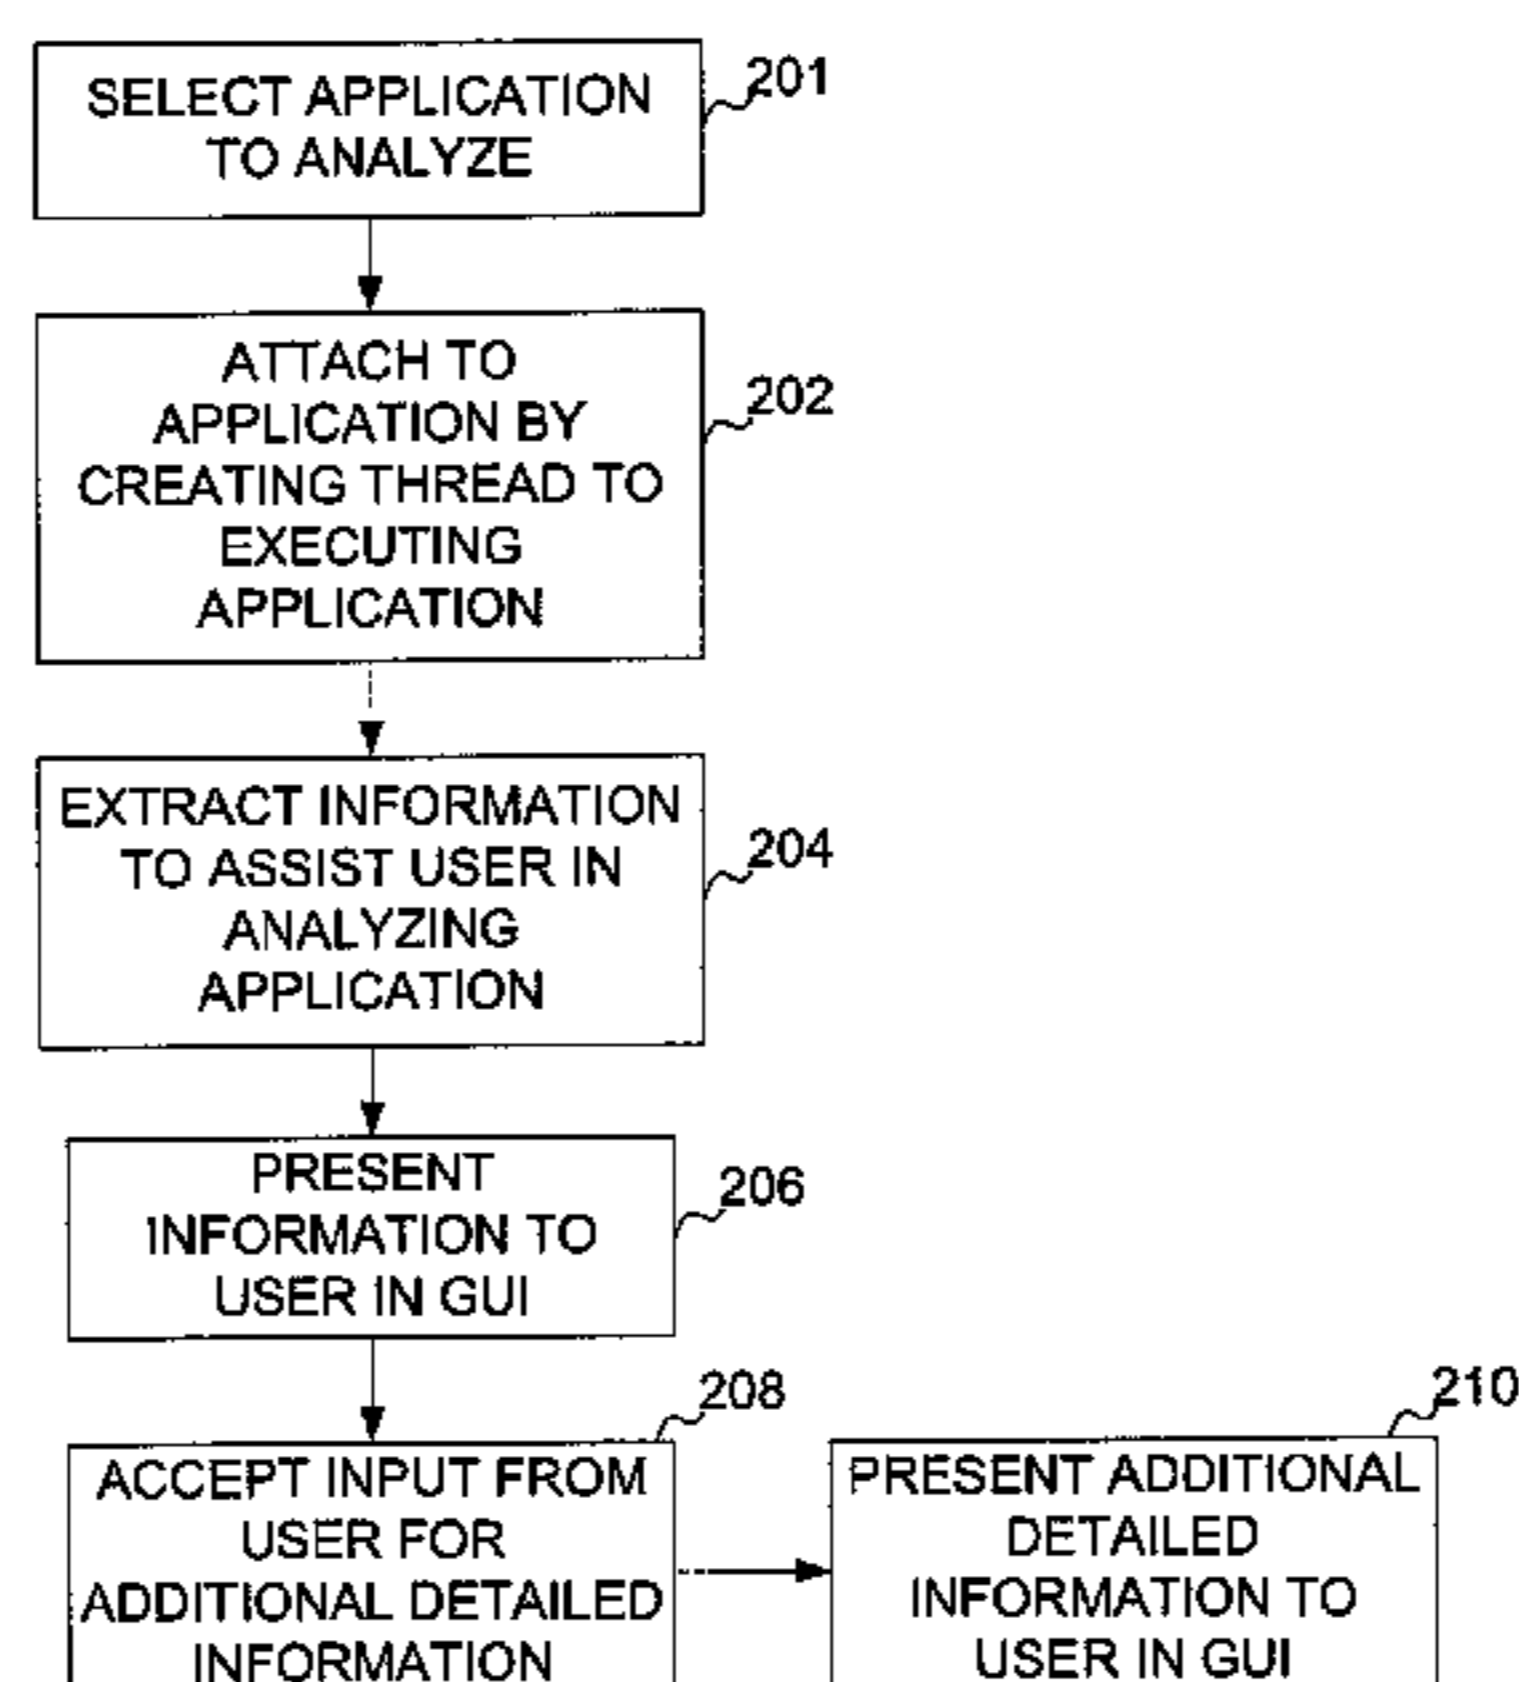 SELECT APPLICATION
TO ANALYZE
201
ATTACH TO
APPLICATION BY
CREATING THREAD TO
EXECUTING
APPLICATION
202
EXTRACT INFORMATION
TO ASSIST USER IN
ANALYZING
APPLICATION
204
PRESENT
INFORMATION TO
USER IN GUI
206
208
ACCEPT INPUT FROM
USER FOR
ADDITIONAL DETAILED
INFORMATION
210
PRESENT ADDITIONAL
DETAILED
INFORMATION TO
USER IN GUI